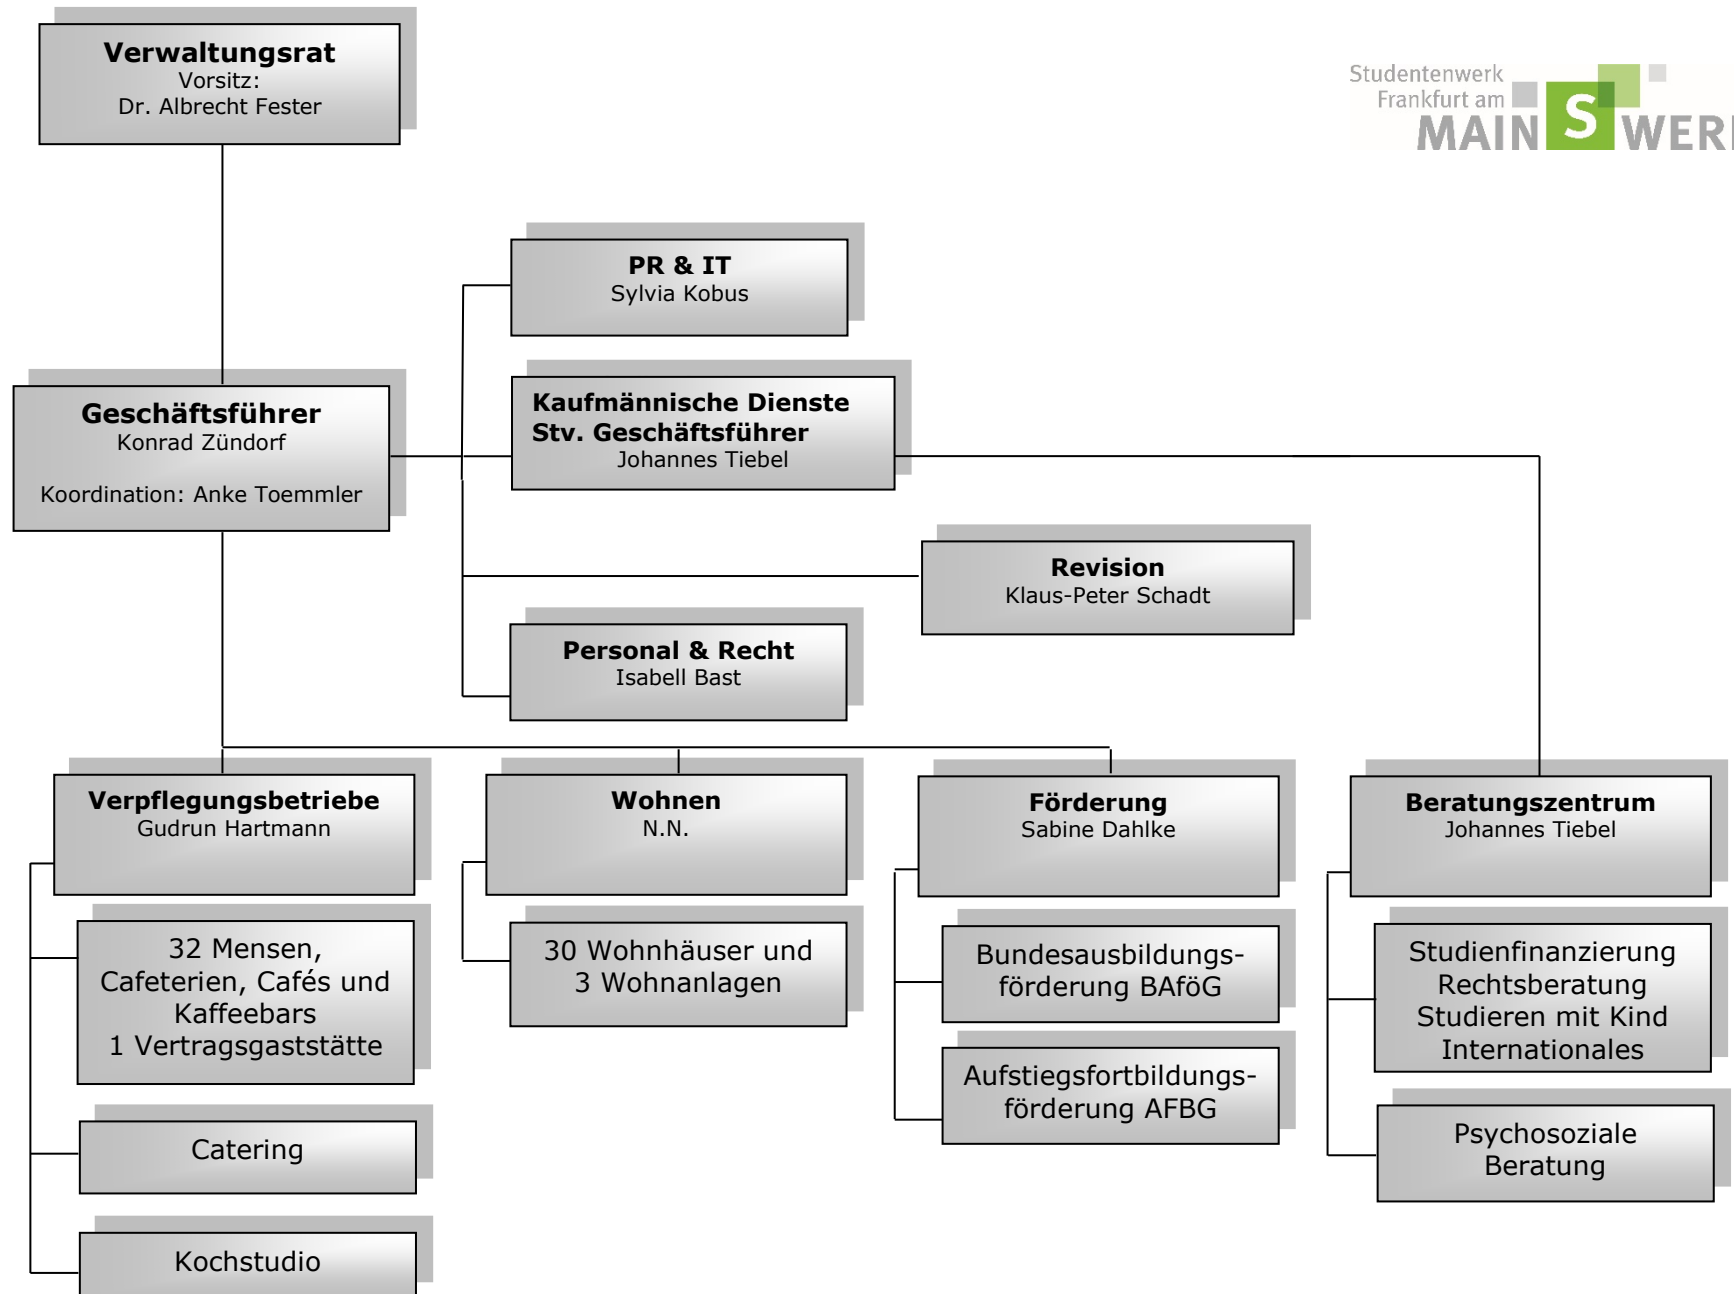 Verwaltungsrat
Vorsitz:
Dr. Albrecht Fester
Studentenwerk
Frankfurt am
MAIN S WER
PR & IT
Sylvia Kobus
Geschäftsführer
Konrad Zündorf
Koordination: Anke Toemmler
Kaufmännische Dienste
Stv. Geschäftsführer
Johannes Tiebel
Revision
Klaus-Peter Schadt
Personal & Recht
Isabell Bast
Verpflegungsbetriebe
Gudrun Hartmann
32 Mensen,
Cafeterien, Cafés und
Kaffeebars
1 Vertragsgaststätte
Catering
Kochstudio
Wohnen
N.N.
30 Wohnhäuser und
3 Wohnanlagen
Förderung
Sabine Dahlke
Bundesausbildungs-
förderung BAföG
Aufstiegsfortbildungs-
förderung AFBG
Beratungszentrum
Johannes Tiebel
Studienfinanzierung
Rechtsberatung
Studieren mit Kind
Internationales
Psychosoziale
Beratung